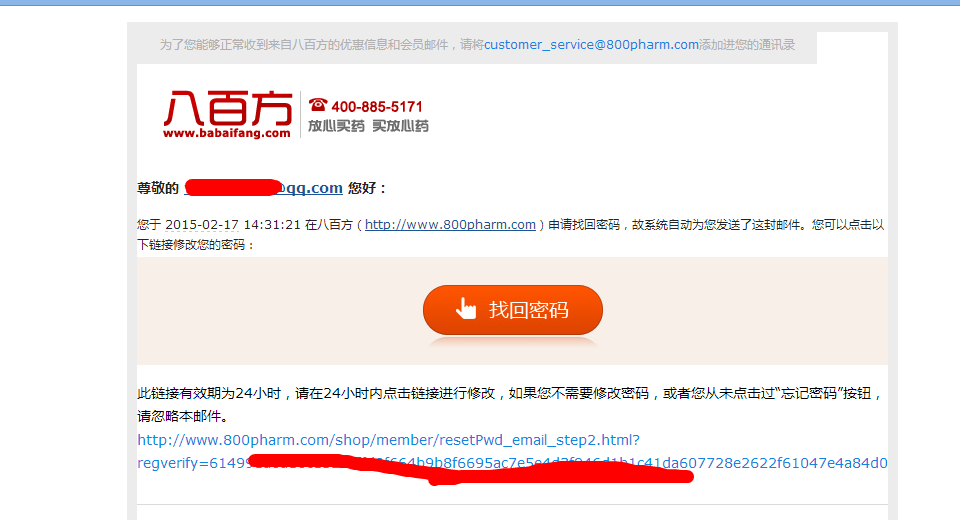 为了您能够正常收到来自八百方的优惠信息和会员邮件，请将customer_service@800pharm.com添加进您的通讯录
八百方
400-885-5171
www.babaifang.com
放心买药 买放心药
尊敬的 @qq.com 您好：
您于 2015-02-17 14:31:21 在八百方（http://www.800pharm.com）申请找回密码，故系统自动为您发送了这封邮件。您可以点击以
下链接修改您的密码：
找回密码
此链接有效期为24小时，请在24小时内点击链接进行修改，如果您不需要修改密码，或者您从未点击过“忘记密码”按钮，
请忽略本邮件。
http://www.800pharm.com/shop/member/resetPwd_email_step2.html?
regverify=61499